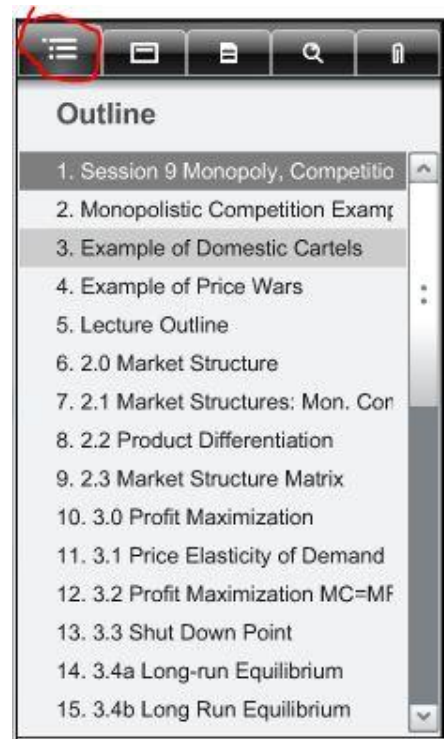 Outline
1. Session 9 Monopoly, Competitio
2. Monopolistic Competition Examp
3. Example of Domestic Cartels
4. Example of Price Wars
5. Lecture Outline
6. 2.0 Market Structure
7. 2.1 Market Structures: Mon. Con
8. 2.2 Product Differentiation
9. 2.3 Market Structure Matrix
10. 3.0 Profit Maximization
11. 3.1 Price Elasticity of Demand
12. 3.2 Profit Maximization MC=MF
13. 3.3 Shut Down Point
14. 3.4a Long-run Equilibrium
15. 3.4b Long Run Equilibrium